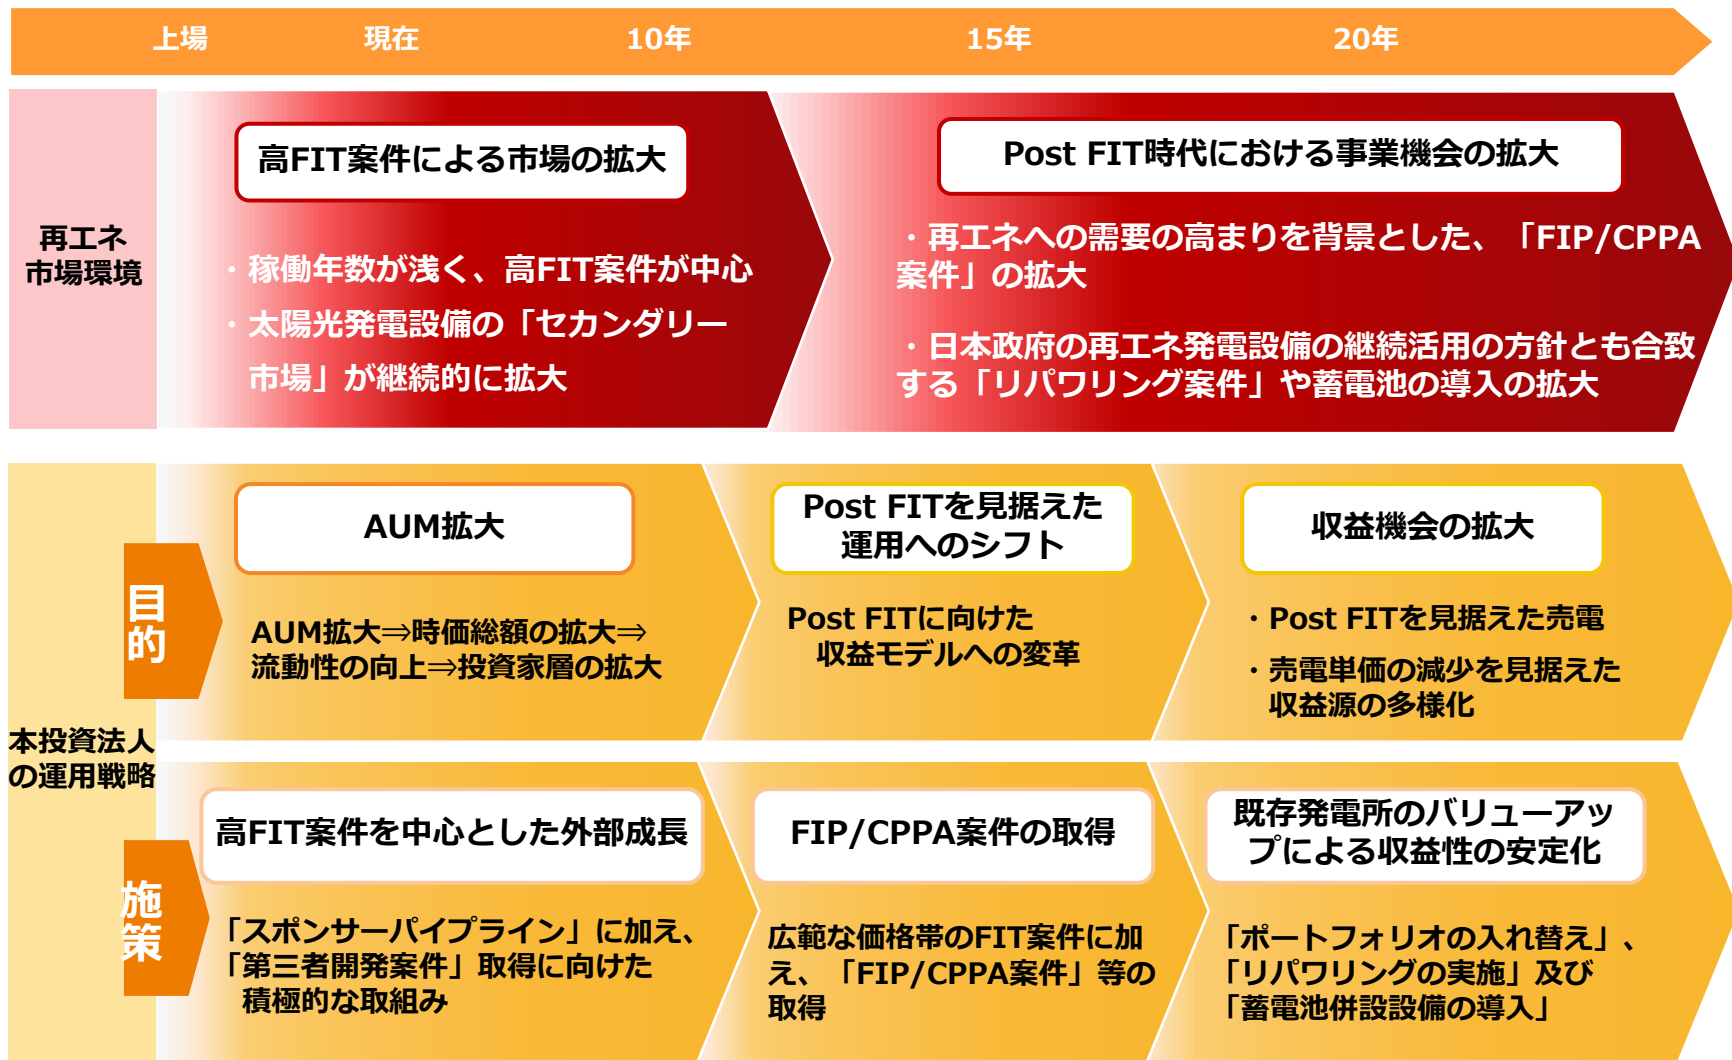 上場
現在
10年
15年
20年
再エネ
市場環境
高FIT案件による市場の拡大
・稼働年数が浅く、高FIT案件が中心
・太陽光発電設備の「セカンダリー
市場」が継続的に拡大
Post FIT時代における事業機会の拡大
・再エネへの需要の高まりを背景とした、「FIP/CPPA
案件」の拡大
・日本政府の再エネ発電設備の継続活用の方針とも合致
する「リパワリング案件」や蓄電池の導入の拡大
本投資法人
の運用戦略
目的
AUM拡大
AUM拡大⇒時価総額の拡大⇒
流動性の向上⇒投資家層の拡大
Post FITを見据えた
運用へのシフト
Post FITに向けた
収益モデルへの変革
収益機会の拡大
・Post FITを見据えた売電
・売電単価の減少を見据えた
収益源の多様化
施策
高FIT案件を中心とした外部成長
「スポンサーパイプライン」に加え、
「第三者開発案件」取得に向けた
積極的な取組み
FIP/CPPA案件の取得
広範な価格帯のFIT案件に加
え、「FIP/CPPA案件」等の
取得
既存発電所のバリューアッ
プによる収益性の安定化
「ポートフォリオの入れ替え」、
「リパワリングの実施」及び
「蓄電池併設設備の導入」